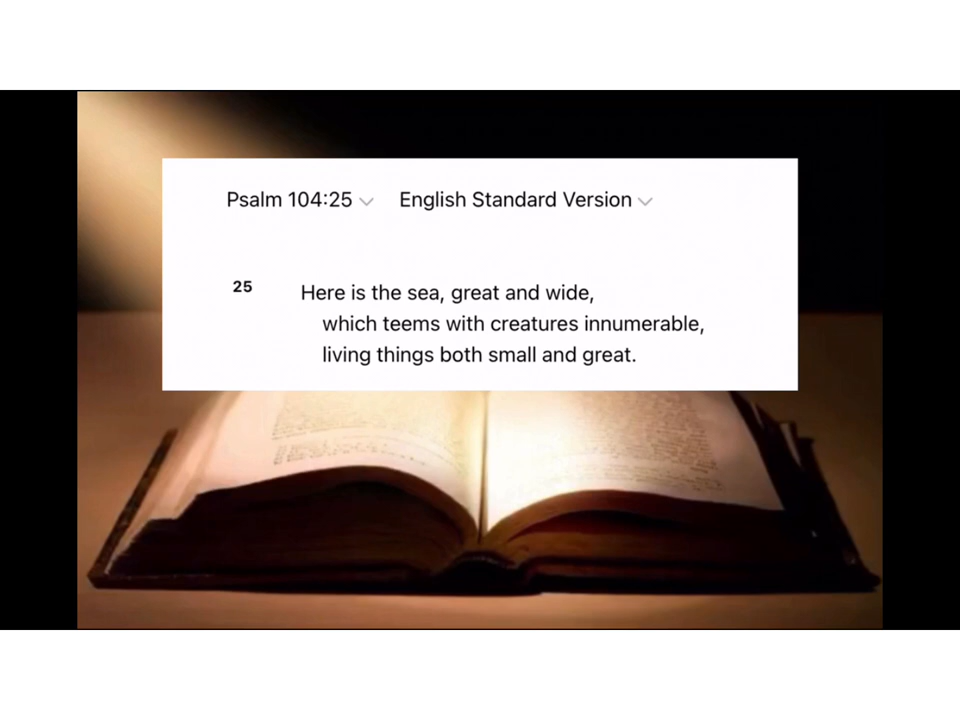 Psalm 104:25 English Standard Version
25 Here is the sea, great and wide,
which teems with creatures innumerable,
living things both small and great.